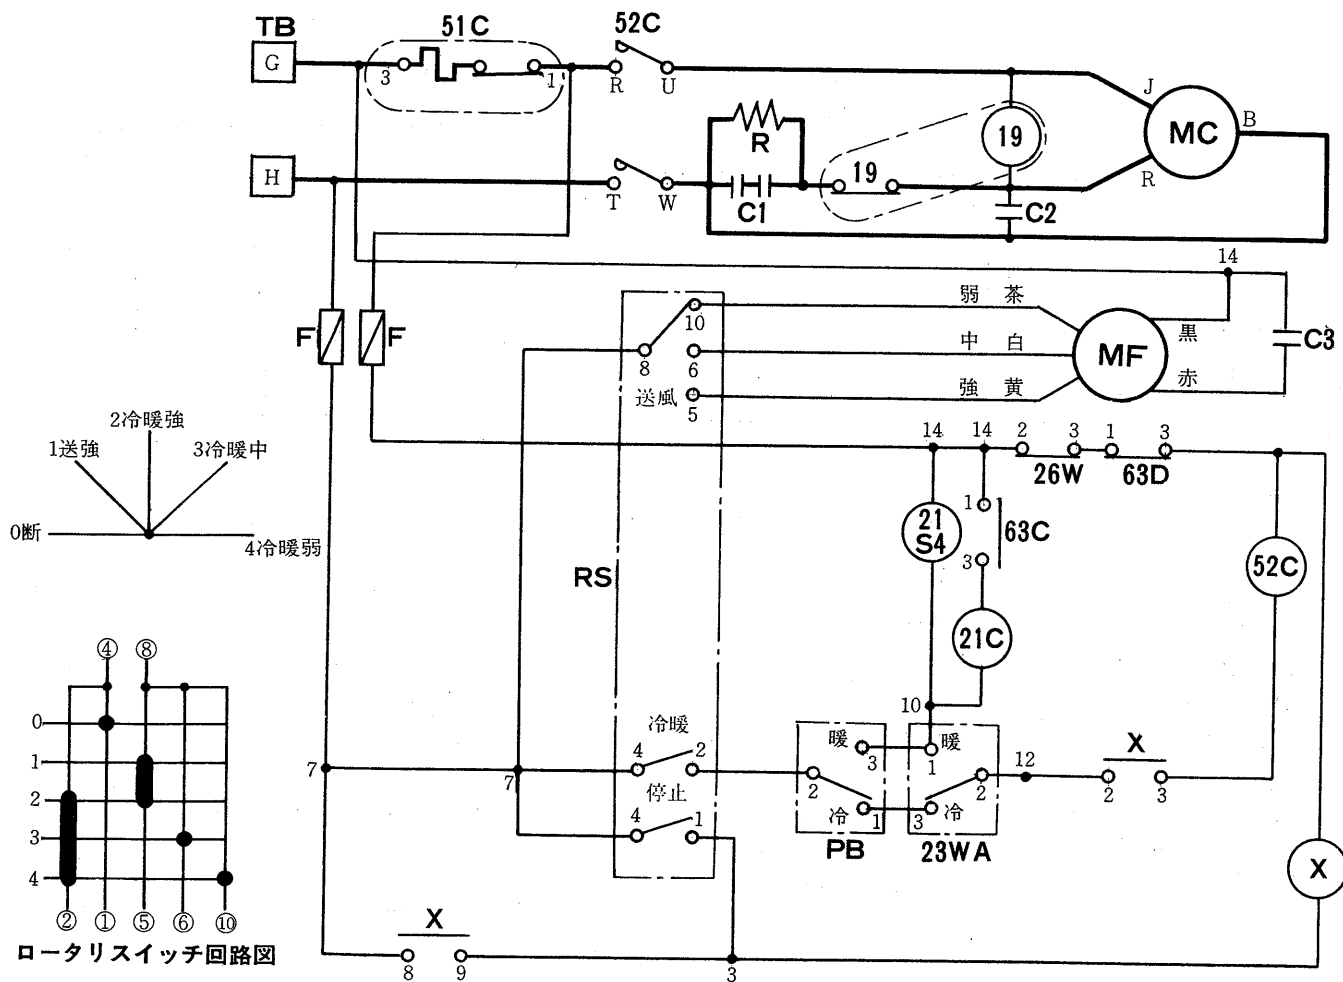 TB
51C
52C
G
3
1
R
U
J
MC
B
R
19
H
19
T
W
C1
C2
R
14
弱 茶
10
黒
F
F
8
中 白
6
MF
C3
送風
強 黄
赤
5
2冷暖強
1送強
3冷暖中
0断
4冷暖弱
14
14
2
3
1
3
26W
63D
21
S4
1
63C
3
52C
RS
21C
④
⑧
10
0
1
2
3
4
冷暖
4
2
暖
3
暖
1
X
7
7
2
2
12
2
3
停止
4
1
冷
1
3
冷
PB
23WA
X
②
①
⑤
⑥
⑩
ロータリスイッチ回路図
X
8
9
3